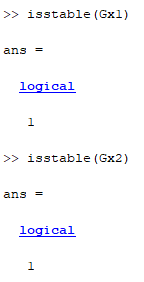 >> isstable(Gx1)
ans =
logical
1
>> isstable(Gx2)
ans =
logical
1